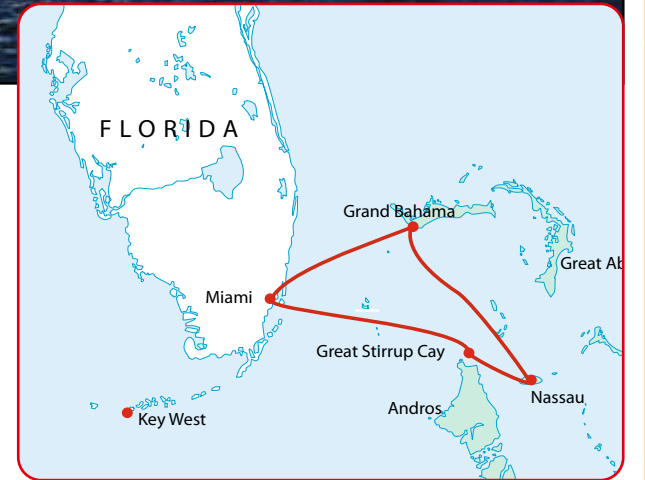 FLORIDA
Grand Bahama
Great Ab
Miami
Great Stirrup Cay
Nassau
Andros
Key West